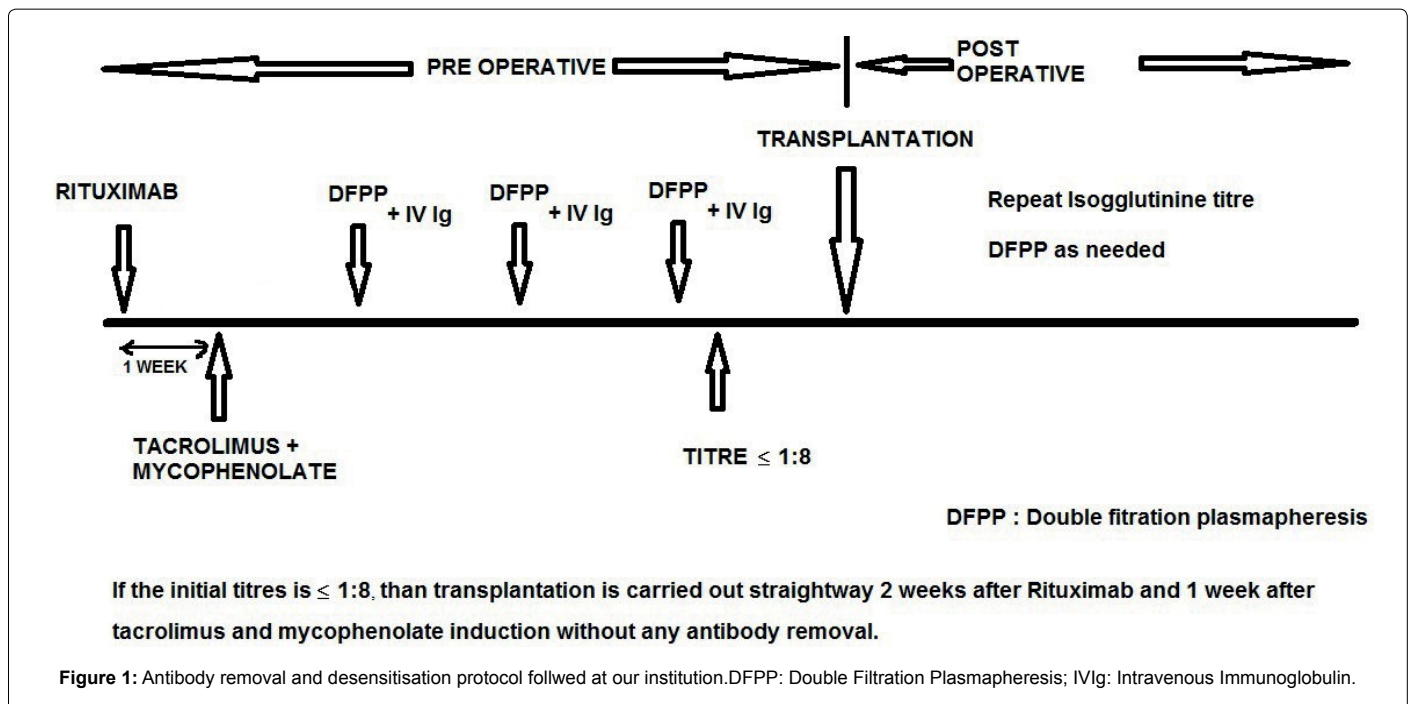 PRE OPERATIVE
POST
OPERATIVE
TRANSPLANTATION
RITUXIMAB
DFPP + IV Ig
DFPP + IV Ig
DFPP + IV Ig
Repeat Isogglutinine titre
DFPP as needed
1 WEEK
TACROLIMUS +
MYCOPHENOLATE
TITRE ≤ 1:8
DFPP : Double fitration plasmapheresis
If the initial titres is ≤ 1:8, than transplantation is carried out straightway 2 weeks after Rituximab and 1 week after
tacrolimus and mycophenolate induction without any antibody removal.
Figure 1: Antibody removal and desensitisation protocol follwed at our institution.DFPP: Double Filtration Plasmapheresis; IVIg: Intravenous Immunoglobulin.